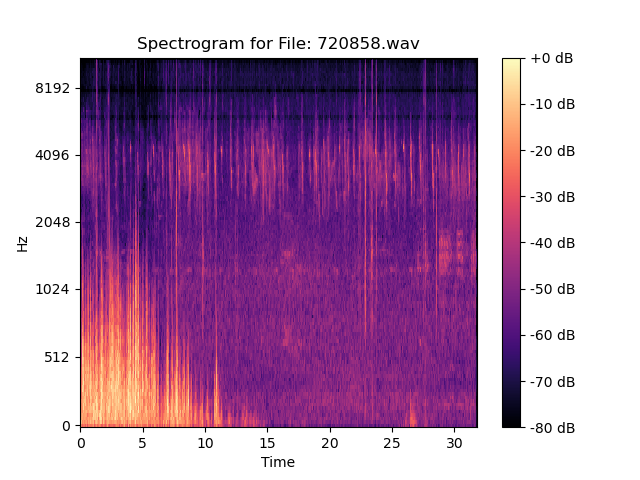 Spectrogram for File: 720858.wav
8192
4096
2048
1024
512
0
Hz
0 5 10 15 20 25 30
Time
+0 dB
-10 dB
-20 dB
-30 dB
-40 dB
-50 dB
-60 dB
-70 dB
-80 dB